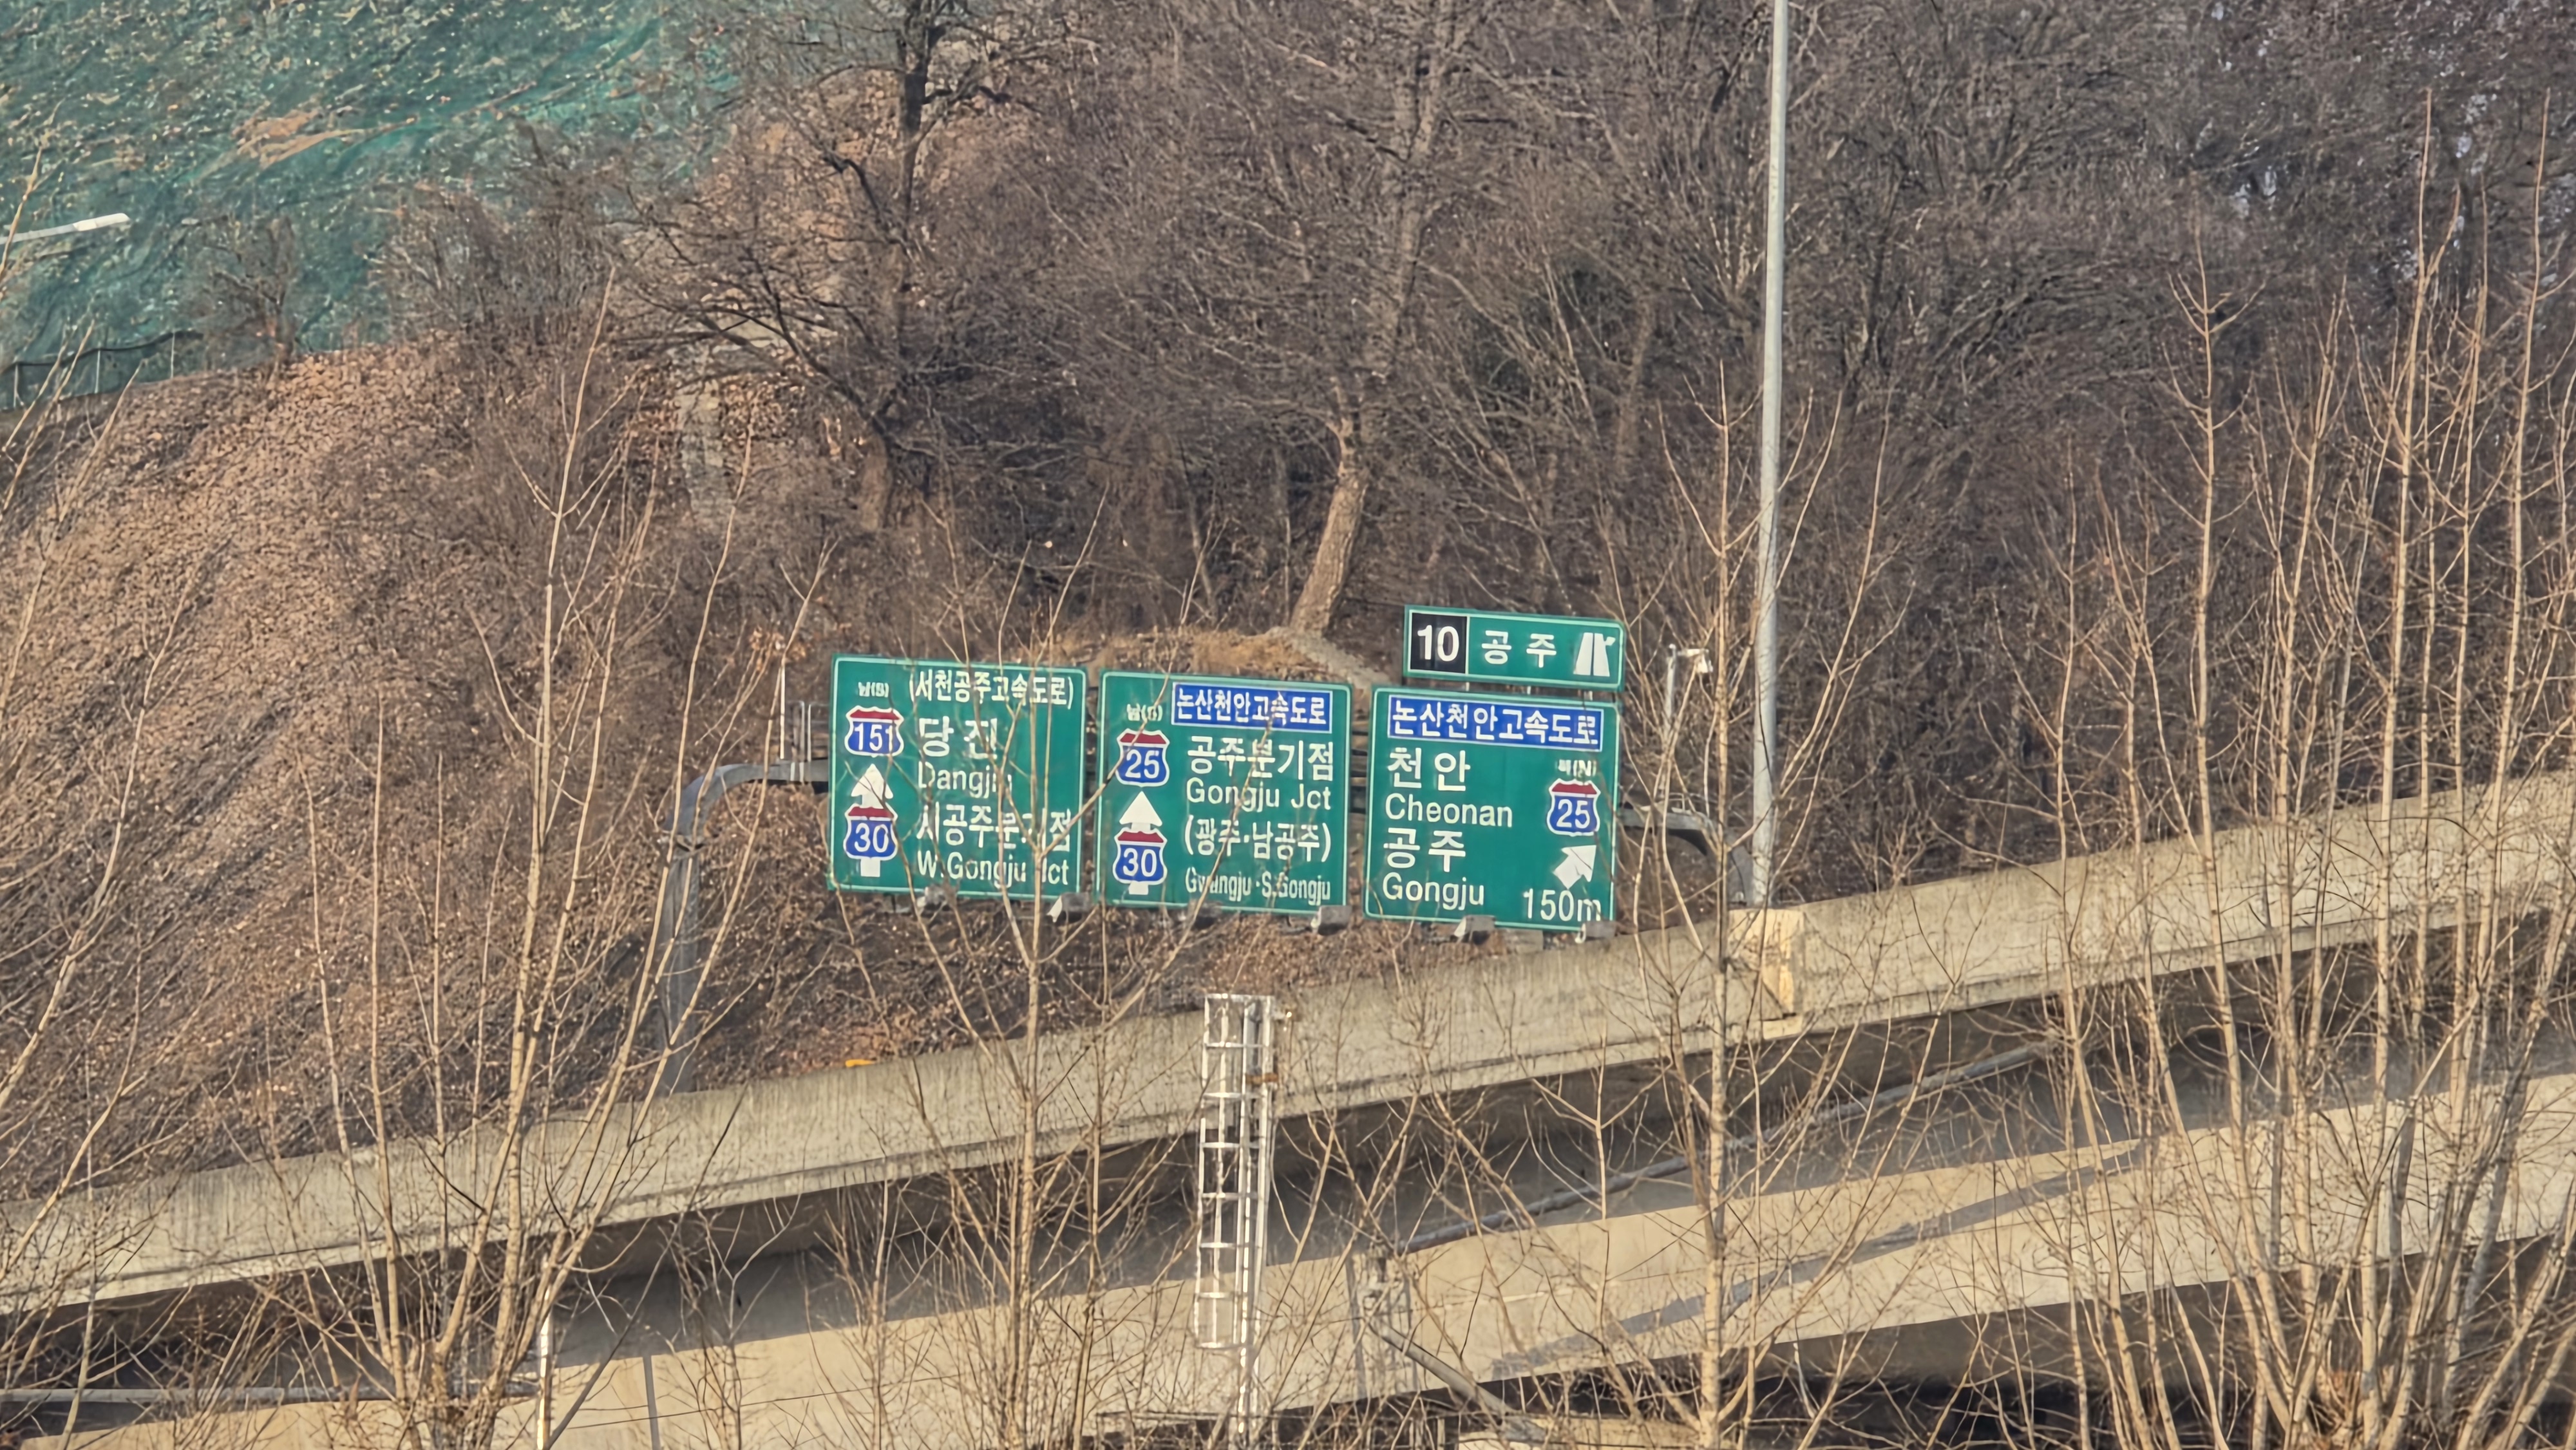 남(S) (서천공주고속도로)
151 당진
Dangjin
30 서공주분기점
W.Gongju Jct
남(S) 논산천안고속도로
25 공주분기점
Gongju Jct
30 (광주·남공주)
Gwangju·S.Gongju
10 공주
논산천안고속도로
천안 북(N)
Cheonan 25
공주
Gongju 150m